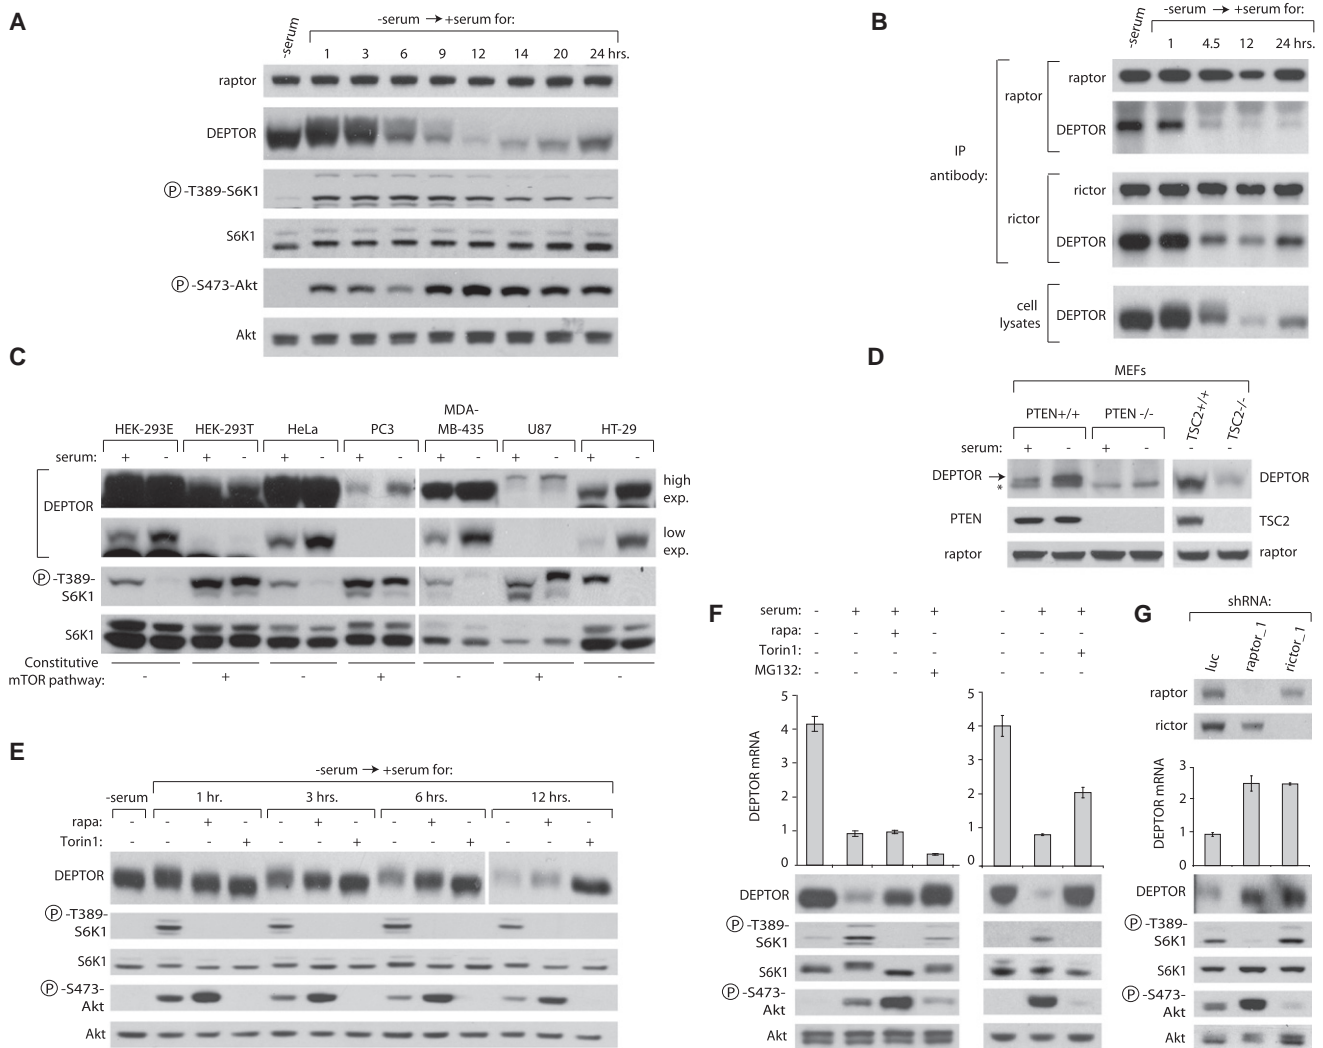 A
-serum → +serum for:
-serum
1 3 6 9 12 14 20 24 hrs.
raptor
DEPTOR
Ⓟ-T389-S6K1
S6K1
Ⓟ-S473-Akt
Akt
B
-serum → +serum for:
-serum
1 4.5 12 24 hrs.
IP antibody:
raptor
raptor
DEPTOR
rictor
rictor
DEPTOR
cell lysates
DEPTOR
C
HEK-293E HEK-293T HeLa PC3 MDA-MB-435 U87 HT-29
serum: + - + - + - + - + - + - + -
DEPTOR
high exp.
low exp.
Ⓟ-T389-
S6K1
S6K1
Constitutive
mTOR pathway: - + - + - + -
D
MEFs
PTEN+/+ PTEN -/- TSC2+/+ TSC2-/-
serum: + - + - - -
DEPTOR → DEPTOR
*
PTEN TSC2
raptor raptor
E
-serum → +serum for:
-serum 1 hr. 3 hrs. 6 hrs. 12 hrs.
rapa: - - + - - + - - + - - + -
Torin1: - - - + - - + - - + - - +
DEPTOR
Ⓟ-T389-
S6K1
S6K1
Ⓟ-S473-
Akt
Akt
F
serum: - + + + - + +
rapa: - - + - - - -
Torin1: - - - - - - +
MG132: - - - + - - -
DEPTOR mRNA
5
4
3
2
1
0
5
4
3
2
1
0
DEPTOR
Ⓟ-T389-
S6K1
S6K1
Ⓟ-S473-
Akt
Akt
G
shRNA:
luc raptor_1 rictor_1
raptor
rictor
DEPTOR mRNA
3
2
1
0
DEPTOR
Ⓟ-T389-
S6K1
S6K1
Ⓟ-S473-
Akt
Akt